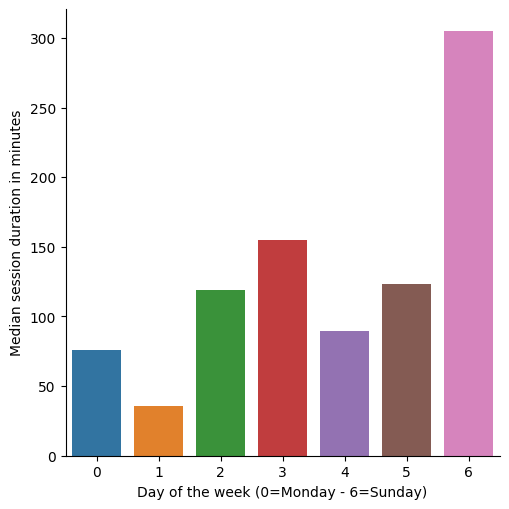 300
250
200
150
100
50
0
Median session duration in minutes
0 1 2 3 4 5 6
Day of the week (0=Monday - 6=Sunday)